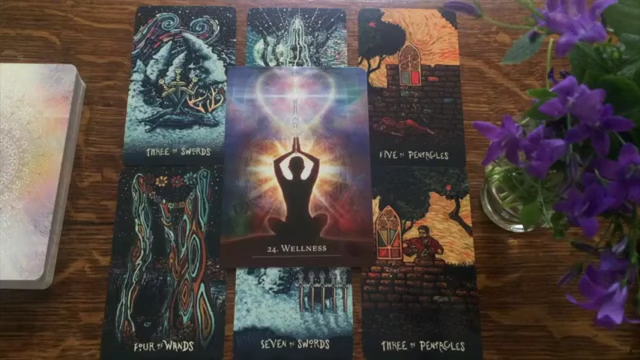 THREE OF SWORDS
FIVE OF PENTACLES
24. WELLNESS
FOUR OF WANDS
SEVEN OF SWORDS
THREE OF PENTACLES